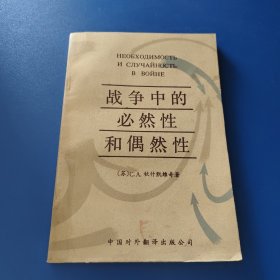 НЕОБХОДИМОСТЬ
И СЛУЧАЙНОСТЬ
В ВОЙНЕ
战争中的
必然性
和偶然性
(苏)С.А.狄什凯维奇著
中国对外翻译出版公司